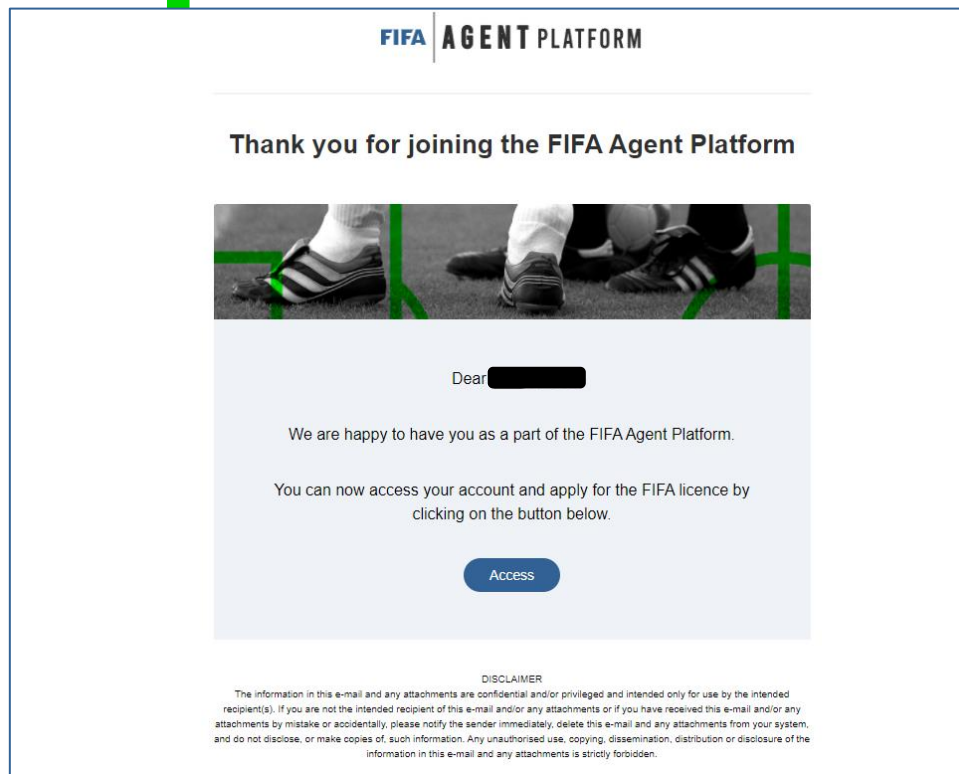 FIFA AGENT PLATFORM
Thank you for joining the FIFA Agent Platform
Dear
We are happy to have you as a part of the FIFA Agent Platform.
You can now access your account and apply for the FIFA licence by
clicking on the button below.
Access
DISCLAIMER
The information in this e-mail and any attachments are confidential and/or privileged and intended only for use by the intended
recipient(s). If you are not the intended recipient of this e-mail and/or any attachments or if you have received this e-mail and/or any
attachments by mistake or accidentally, please notify the sender immediately, delete this e-mail and any attachments from your system,
and do not disclose, or make copies of, such information. Any unauthorised use, copying, dissemination, distribution or disclosure of the
information in this e-mail and any attachments is strictly forbidden.